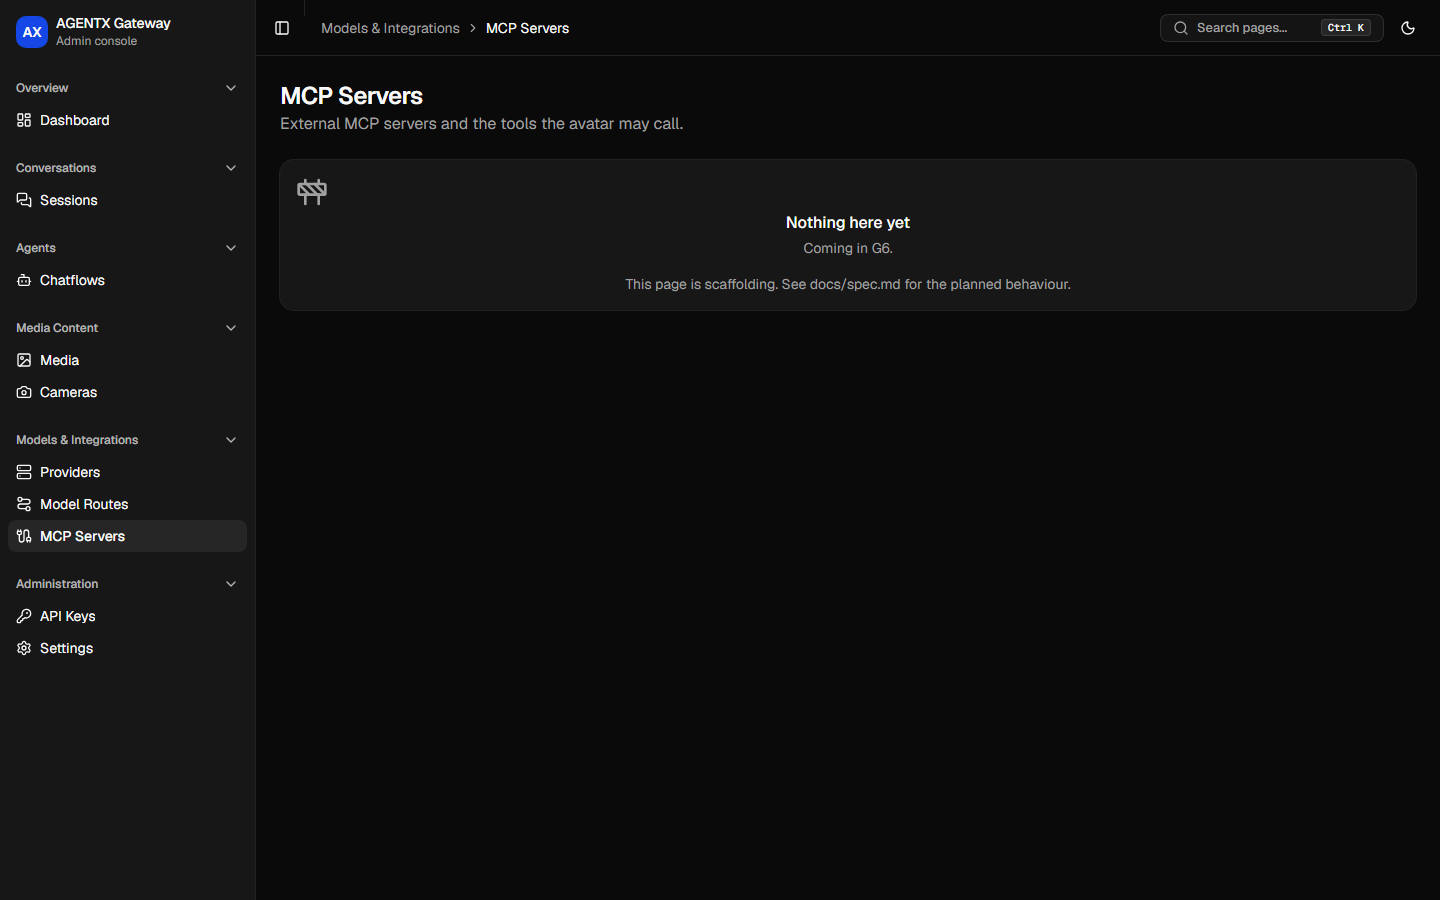 AX
AGENTX Gateway
Admin console
Overview
Dashboard
Conversations
Sessions
Agents
Chatflows
Media Content
Media
Cameras
Models & Integrations
Providers
Model Routes
MCP Servers
Administration
API Keys
Settings
Models & Integrations > MCP Servers
Search pages... Ctrl K
MCP Servers
External MCP servers and the tools the avatar may call.
Nothing here yet
Coming in G6.
This page is scaffolding. See docs/spec.md for the planned behaviour.